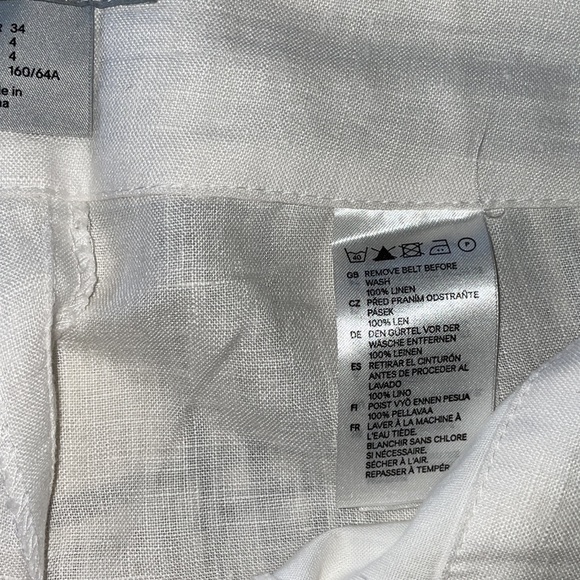 34
4
4
160/64A
in
40
P
GB REMOVE BELT BEFORE
WASH
100% LINEN
CZ PŘED PRANÍM ODSTRAŇTE
PÁSEK
100% LEN
DE DEN GÜRTEL VOR DER
WÄSCHE ENTFERNEN
100% LEINEN
ES RETIRAR EL CINTURÓN
ANTES DE PROCEDER AL
LAVADO
100% LINO
FI POIST VYÖ ENNEN PESUA
100% PELLAVAA
FR LAVER À LA MACHINE À
L'EAU TIÈDE.
BLANCHIR SANS CHLORE
SI NÉCESSAIRE.
SÉCHER À L'AIR.
REPASSER À TEMPÉR